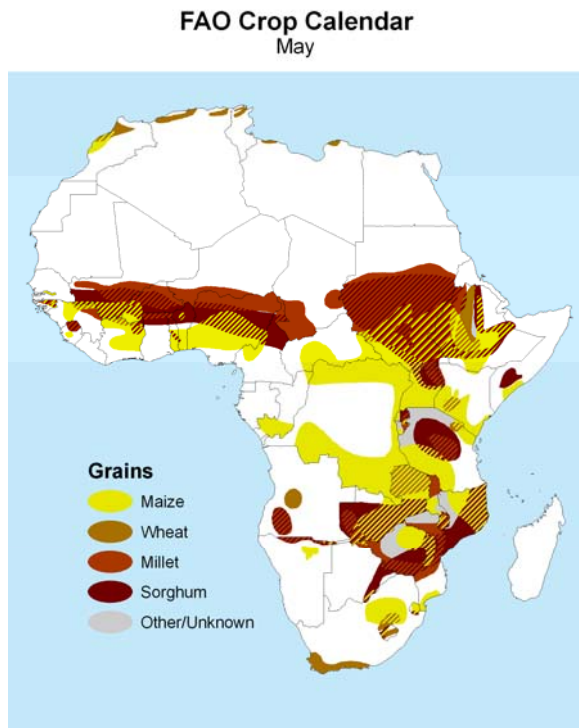 FAO Crop Calendar
May
Grains
Maize
Wheat
Millet
Sorghum
Other/Unknown